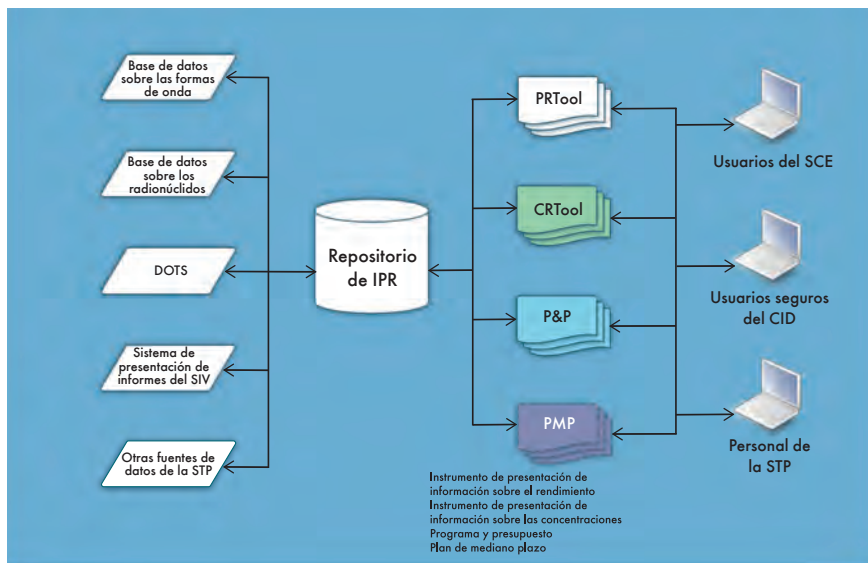 Base de datos
sobre las formas
de onda
Base de datos
sobre los
radionúclidos
DOTS
Sistema de
presentación de
informes del SIV
Otras fuentes de
datos de la STP
Repositorio
de IPR
PRTool
CRTool
P&P
PMP
Usuarios del SCE
Usuarios seguros
del CID
Personal de
la STP
Instrumento de presentación de
información sobre el rendimiento
Instrumento de presentación de
información sobre las concentraciones
Programa y presupuesto
Plan de mediano plazo